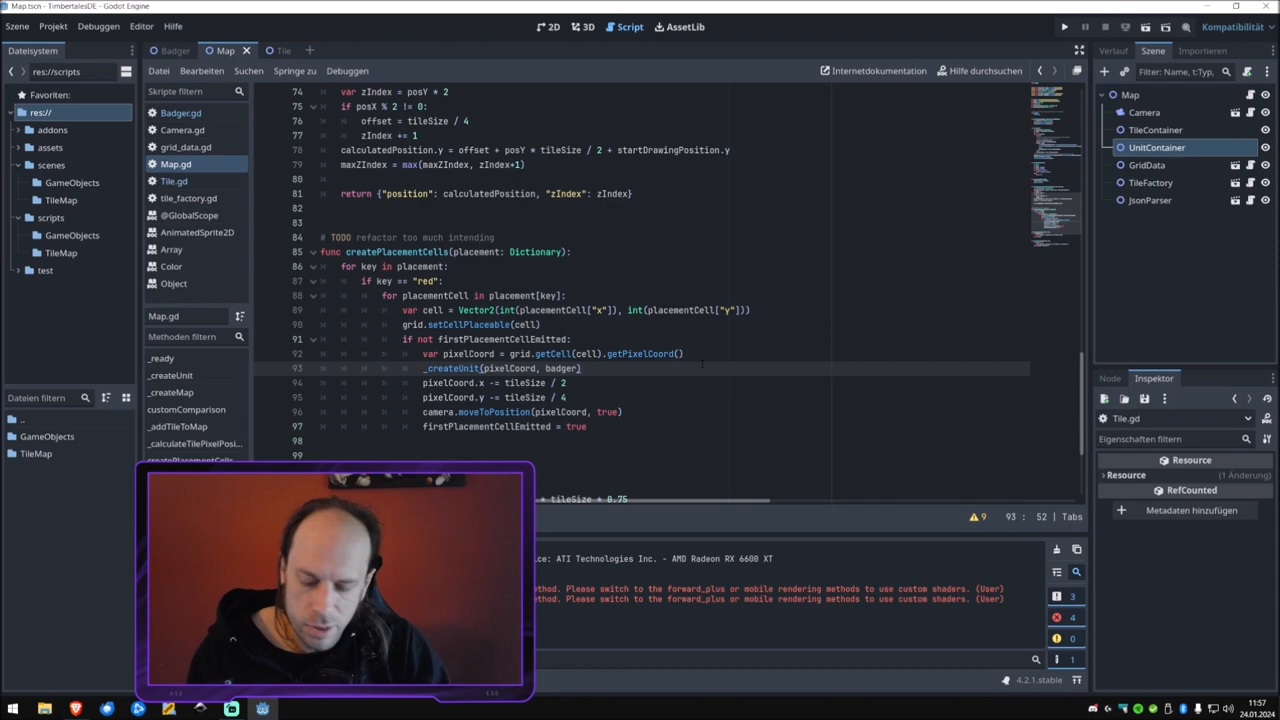 Map.tscn - TimbertalesDE - Godot Engine
Szene Projekt Debuggen Editor Hilfe
2D 3D Script AssetLib
Kompatibilität
Dateisystem
Badger Map Tile
Verlauf Szene Importieren
res://scripts
Datei Bearbeiten Suchen Springe zu Debuggen
Internetdokumentation Hilfe durchsuchen
Filter: Name, t:Typ,
Favoriten:
res://
addons
assets
scenes
GameObjects
TileMap
scripts
GameObjects
TileMap
test
Skripte filtern
Badger.gd
Camera.gd
grid_data.gd
Map.gd
Tile.gd
tile_factory.gd
@GlobalScope
AnimatedSprite2D
Array
Color
Object
Map.gd
Methoden filtern
_ready
_createUnit
_createMap
customComparison
_addTileToMap
_calculateTilePixelPosi...
createPlacementCells
Dateien filtern
..
GameObjects
TileMap
74 var zIndex = posY * 2
75 if posX % 2 != 0:
76 offset = tileSize / 4
77 zIndex += 1
78 calculatedPosition.y = offset + posY * tileSize / 2 + startDrawingPosition.y
79 maxZIndex = max(maxZIndex, zIndex+1)
80
81 return {"position": calculatedPosition, "zIndex": zIndex}
82
83
84 # TODO refactor too much intending
85 func createPlacementCells(placement: Dictionary):
86 for key in placement:
87 if key == "red":
88 for placementCell in placement[key]:
89 var cell = Vector2(int(placementCell["x"]), int(placementCell["y"]))
90 grid.setCellPlaceable(cell)
91 if not firstPlacementCellEmitted:
92 var pixelCoord = grid.getCell(cell).getPixelCoord()
93 _createUnit(pixelCoord, badger)
94 pixelCoord.x -= tileSize / 2
95 pixelCoord.y -= tileSize / 4
96 camera.moveToPosition(pixelCoord, true)
97 firstPlacementCellEmitted = true
98
99
* tileSize * 0.75
9 93 : 52 | Tabs
ice: ATI Technologies Inc. - AMD Radeon RX 6600 XT
ethod. Please switch to the forward_plus or mobile rendering methods to use custom shaders. (User)
ethod. Please switch to the forward_plus or mobile rendering methods to use custom shaders. (User)
3
4
0
1
4.2.1.stable
Map
Camera
TileContainer
UnitContainer
GridData
TileFactory
JsonParser
Node Inspektor
Tile.gd
Eigenschaften filtern
Resource
Resource (1 Änderung)
RefCounted
Metadaten hinzufügen
11:57
24.01.2024